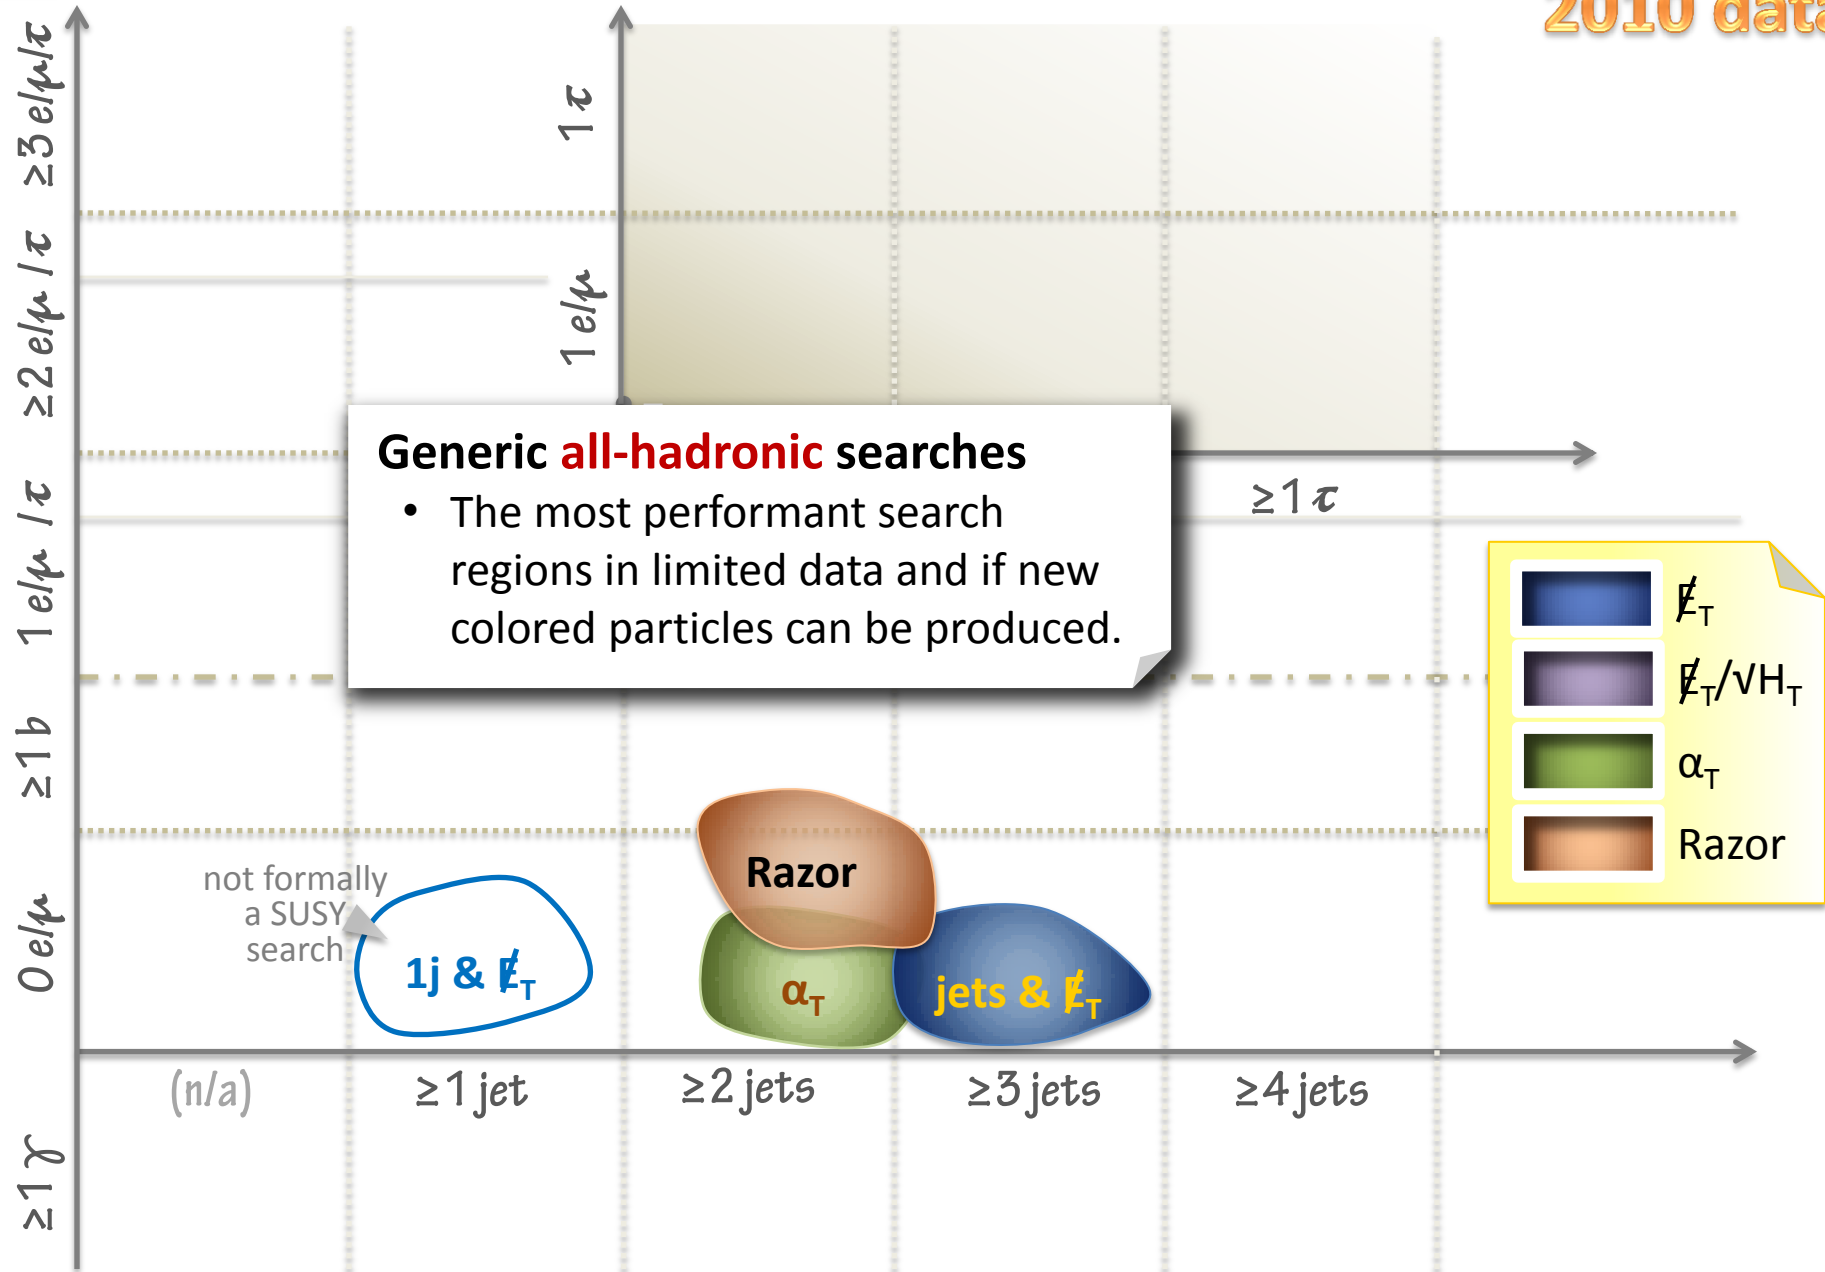 2010 data
≥3 e/μ/τ
1 τ
≥2 e/μ /τ
1 e/μ
Generic all-hadronic searches
• The most performant search
regions in limited data and if new
colored particles can be produced.
≥1 τ
1 e/μ /τ
E̸T
E̸T/√HT
αT
Razor
≥1 b
not formally
a SUSY
search
0 e/μ
Razor
1j & E̸T
αT
jets & E̸T
(n/a)
≥1 jet
≥2 jets
≥3 jets
≥4 jets
≥1 γ